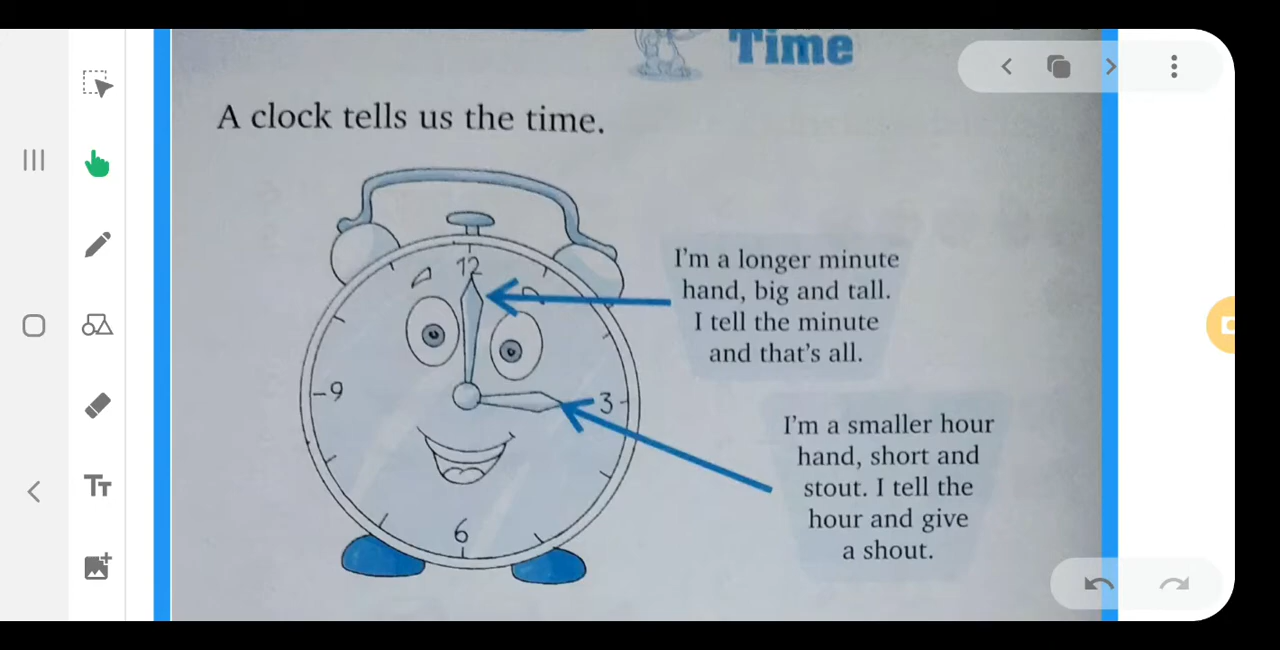 Time
A clock tells us the time.
12
9
3
6
I'm a longer minute
hand, big and tall.
I tell the minute
and that's all.
I'm a smaller hour
hand, short and
stout. I tell the
hour and give
a shout.
Tт